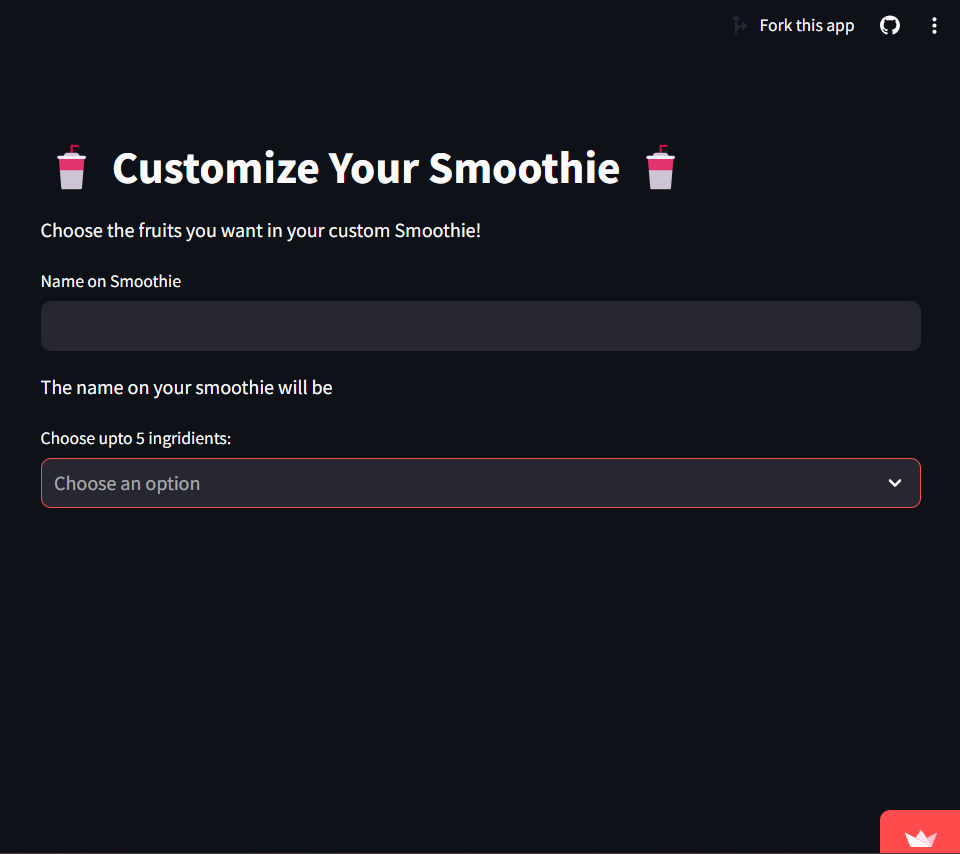 Fork this app
Customize Your Smoothie
Choose the fruits you want in your custom Smoothie!
Name on Smoothie
The name on your smoothie will be
Choose upto 5 ingridients:
Choose an option